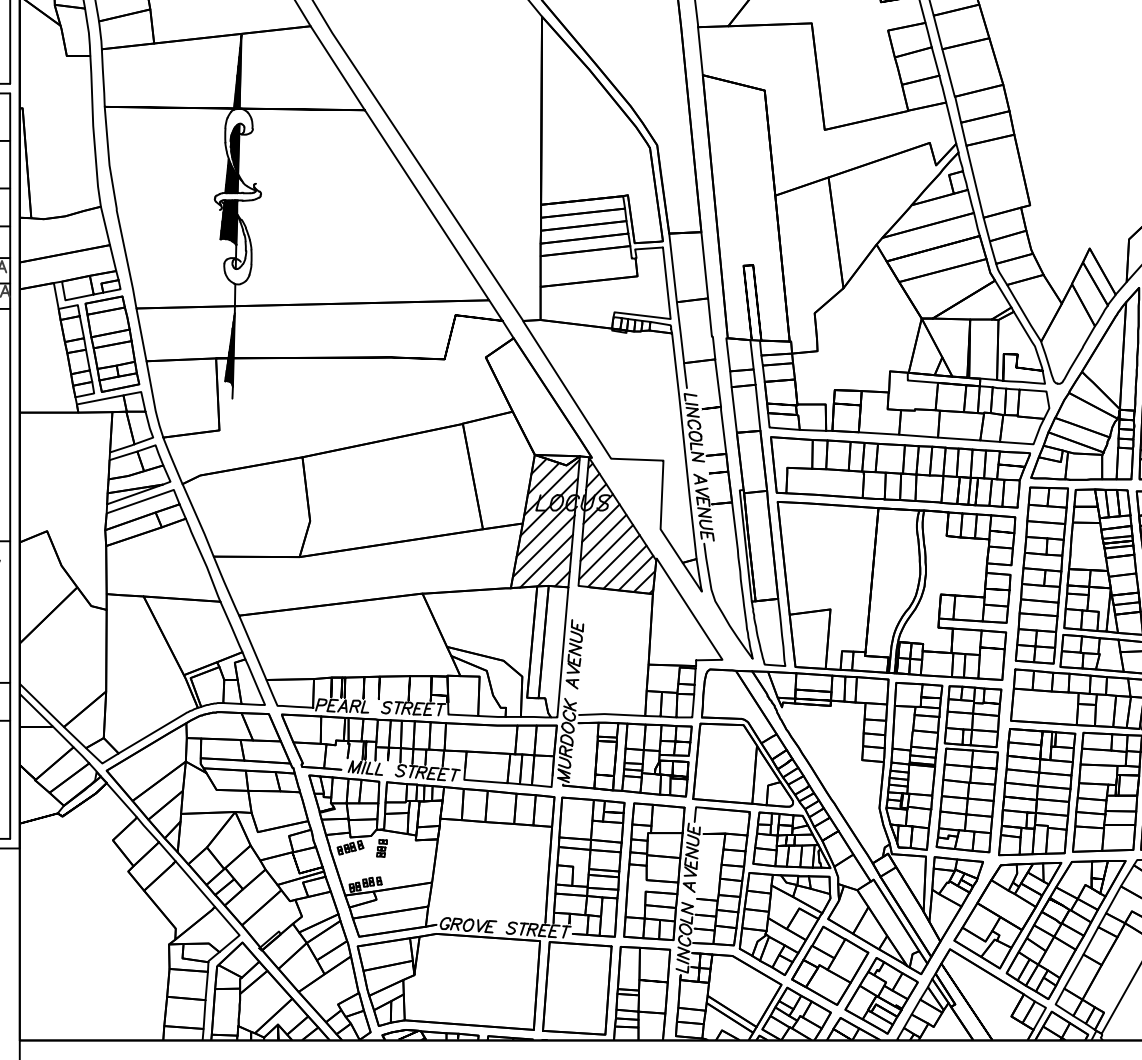 LINCOLN AVENUE
LOCUS
MURDOCK AVENUE
PEARL STREET
MILL STREET
LINCOLN AVENUE
GROVE STREET
A
A